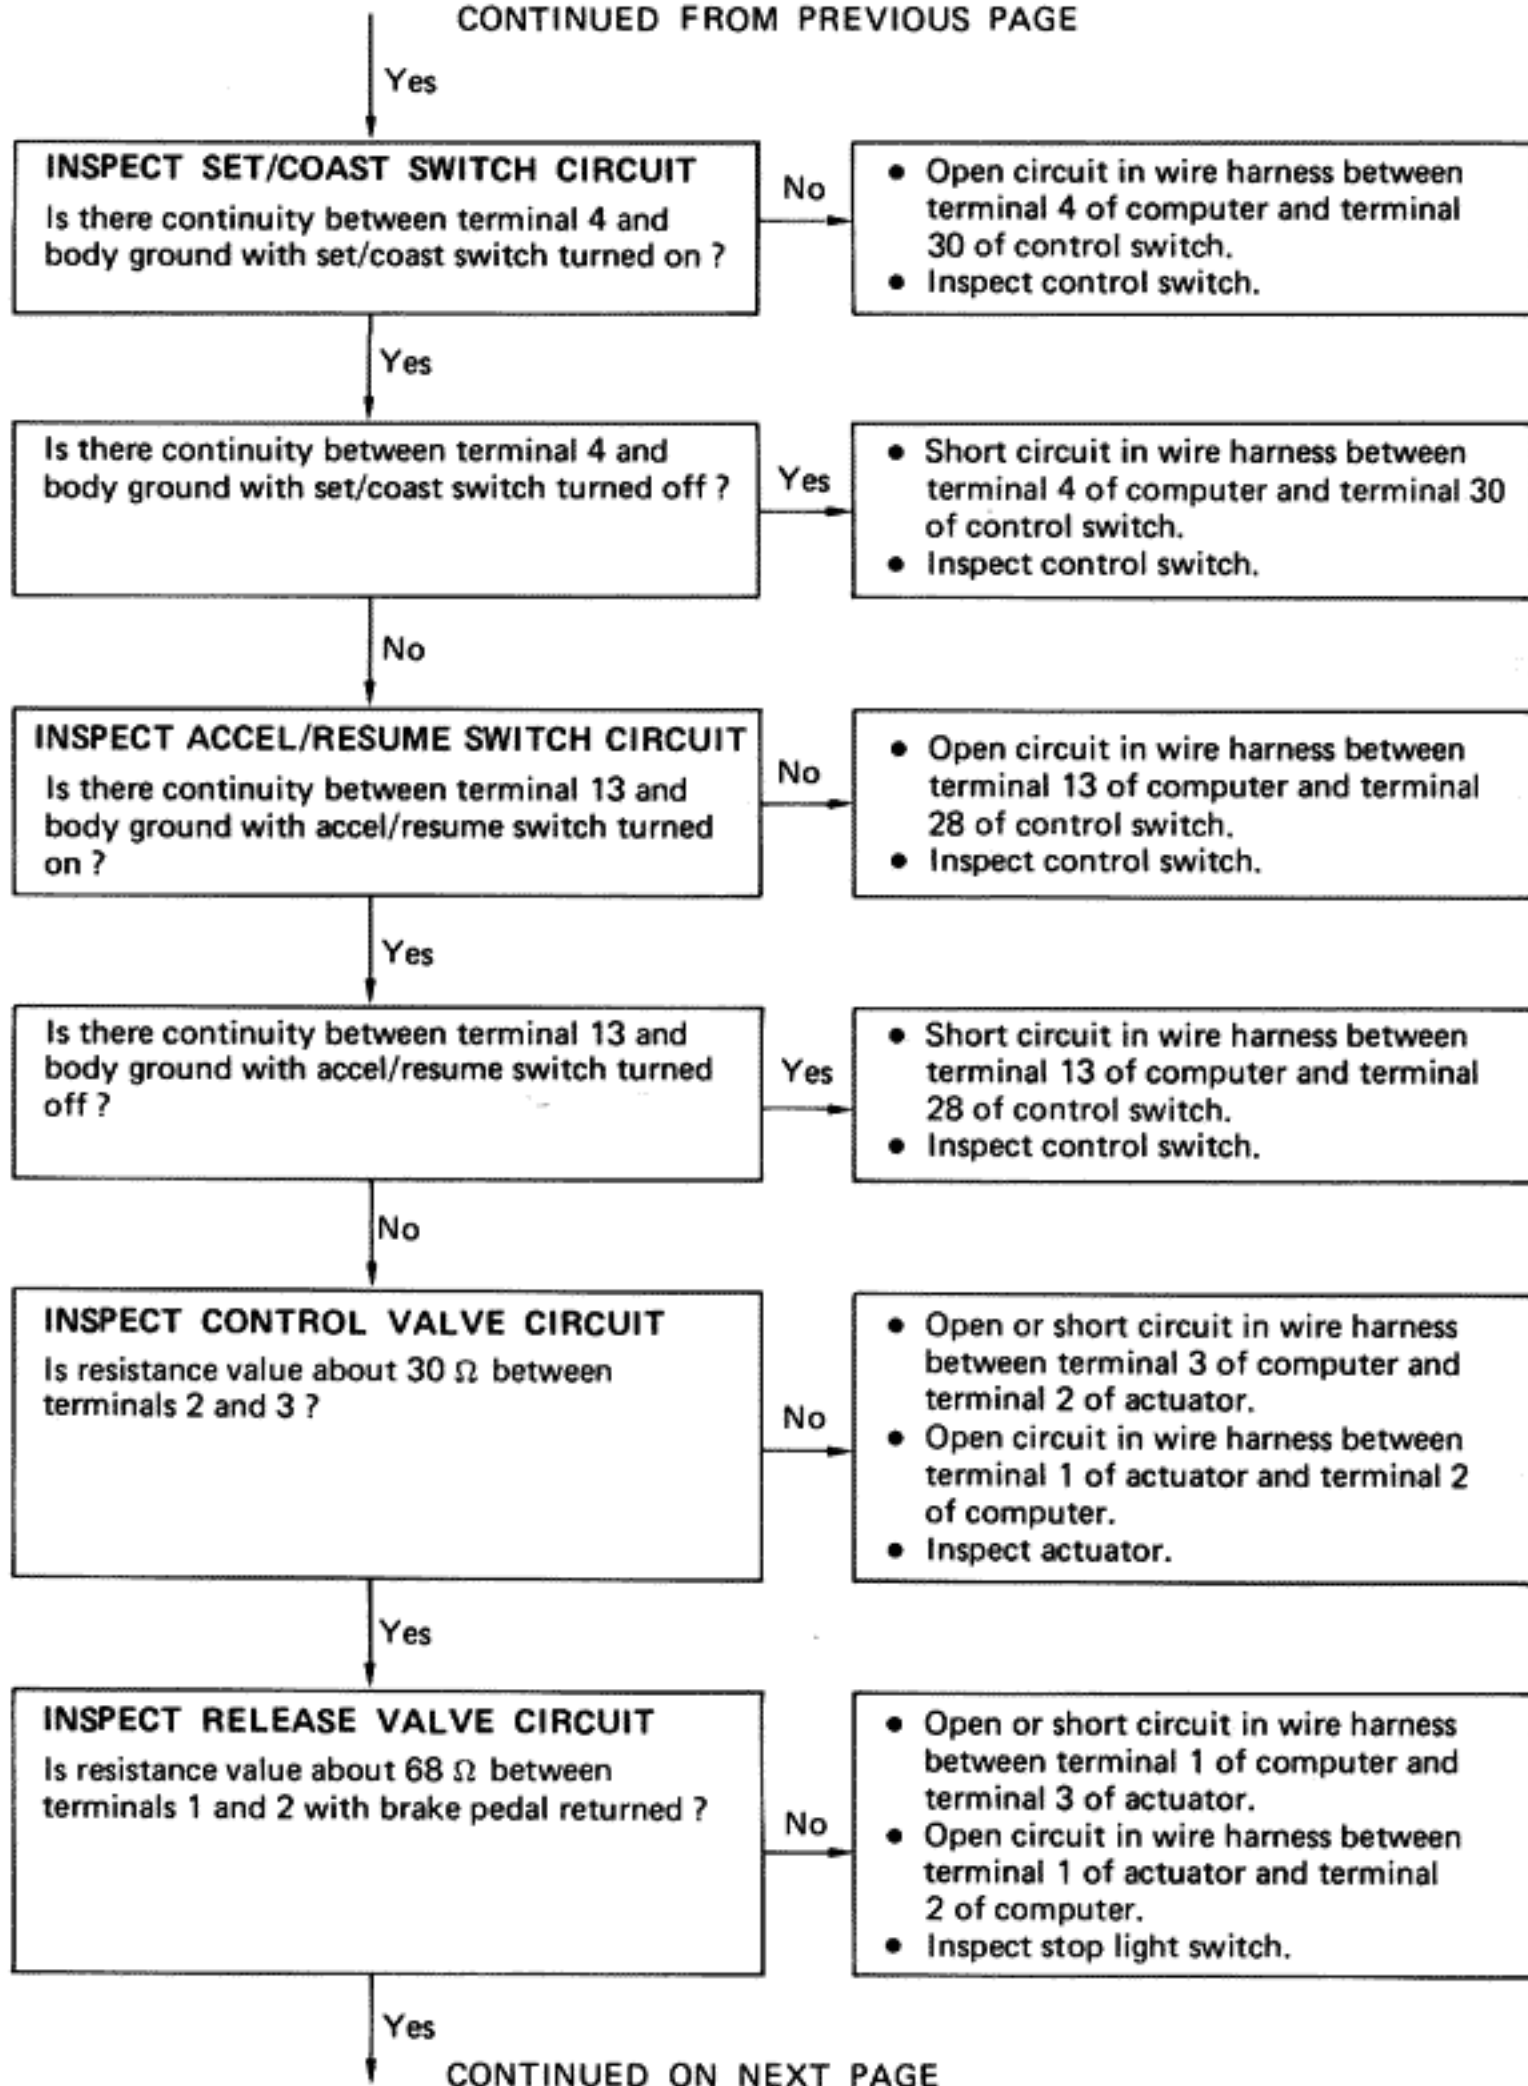 CONTINUED FROM PREVIOUS PAGE
Yes
INSPECT SET/COAST SWITCH CIRCUIT
Is there continuity between terminal 4 and
body ground with set/coast switch turned on ?
No
● Open circuit in wire harness between
terminal 4 of computer and terminal
30 of control switch.
● Inspect control switch.
Yes
Is there continuity between terminal 4 and
body ground with set/coast switch turned off ?
Yes
● Short circuit in wire harness between
terminal 4 of computer and terminal 30
of control switch.
● Inspect control switch.
No
INSPECT ACCEL/RESUME SWITCH CIRCUIT
Is there continuity between terminal 13 and
body ground with accel/resume switch turned
on ?
No
● Open circuit in wire harness between
terminal 13 of computer and terminal
28 of control switch.
● Inspect control switch.
Yes
Is there continuity between terminal 13 and
body ground with accel/resume switch turned
off ?
Yes
● Short circuit in wire harness between
terminal 13 of computer and terminal
28 of control switch.
● Inspect control switch.
No
INSPECT CONTROL VALVE CIRCUIT
Is resistance value about 30 Ω between
terminals 2 and 3 ?
No
● Open or short circuit in wire harness
between terminal 3 of computer and
terminal 2 of actuator.
● Open circuit in wire harness between
terminal 1 of actuator and terminal 2
of computer.
● Inspect actuator.
Yes
INSPECT RELEASE VALVE CIRCUIT
Is resistance value about 68 Ω between
terminals 1 and 2 with brake pedal returned ?
No
● Open or short circuit in wire harness
between terminal 1 of computer and
terminal 3 of actuator.
● Open circuit in wire harness between
terminal 1 of actuator and terminal
2 of computer.
● Inspect stop light switch.
Yes
CONTINUED ON NEXT PAGE